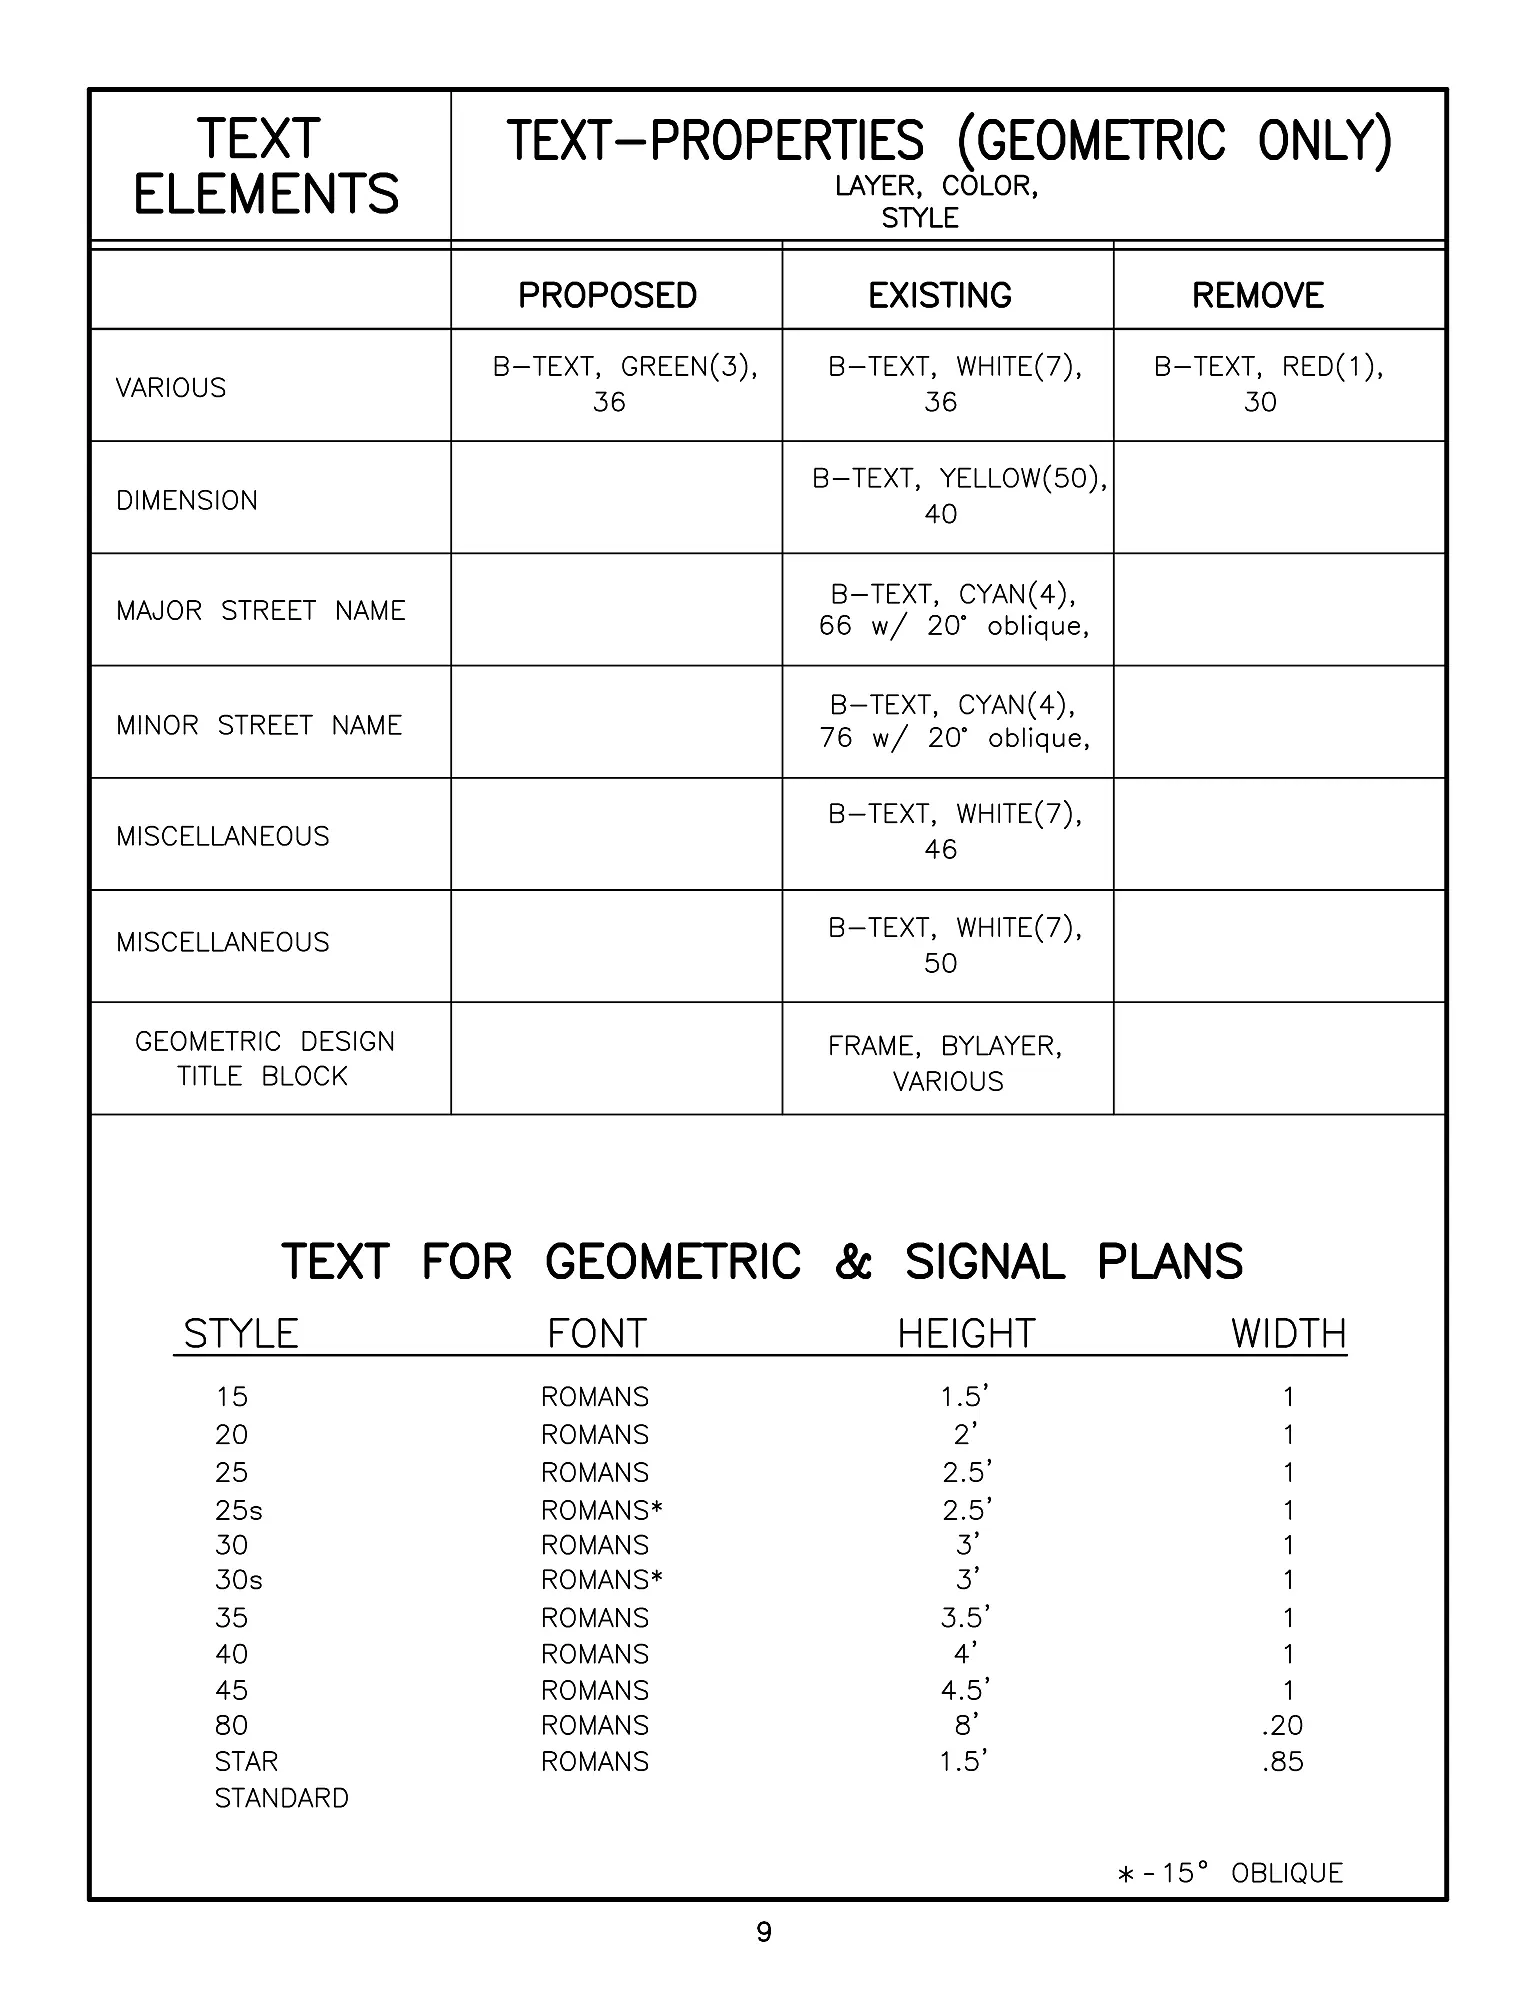 TEXT
ELEMENTS
TEXT-PROPERTIES (GEOMETRIC ONLY)
LAYER, COLOR,
STYLE
PROPOSED EXISTING REMOVE
VARIOUS
B-TEXT, GREEN(3),
36
B-TEXT, WHITE(7),
36
B-TEXT, RED(1),
30
DIMENSION
B-TEXT, YELLOW(50),
40
MAJOR STREET NAME
B-TEXT, CYAN(4),
66 w/ 20° oblique,
MINOR STREET NAME
B-TEXT, CYAN(4),
76 w/ 20° oblique,
MISCELLANEOUS
B-TEXT, WHITE(7),
46
MISCELLANEOUS
B-TEXT, WHITE(7),
50
GEOMETRIC DESIGN
TITLE BLOCK
FRAME, BYLAYER,
VARIOUS
TEXT FOR GEOMETRIC & SIGNAL PLANS
STYLE FONT HEIGHT WIDTH
15 ROMANS 1.5' 1
20 ROMANS 2' 1
25 ROMANS 2.5' 1
25s ROMANS* 2.5' 1
30 ROMANS 3' 1
30s ROMANS* 3' 1
35 ROMANS 3.5' 1
40 ROMANS 4' 1
45 ROMANS 4.5' 1
80 ROMANS 8' .20
STAR ROMANS 1.5' .85
STANDARD
*-15° OBLIQUE
9